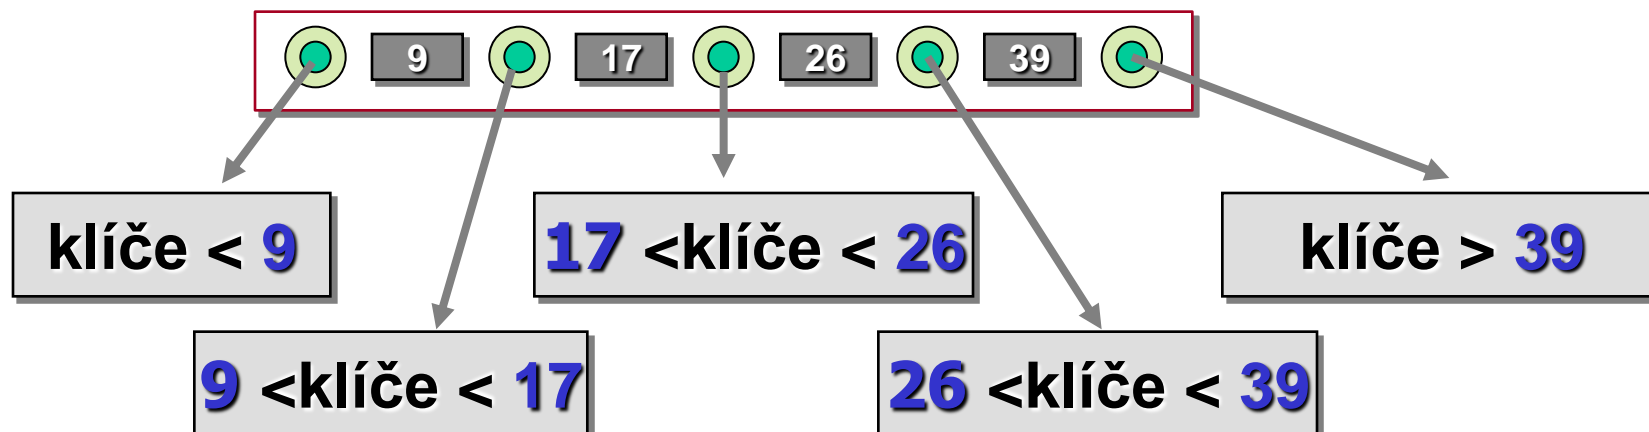 9 17 26 39
klíče < 9
17 <klíče < 26
klíče > 39
9 <klíče < 17
26 <klíče < 39